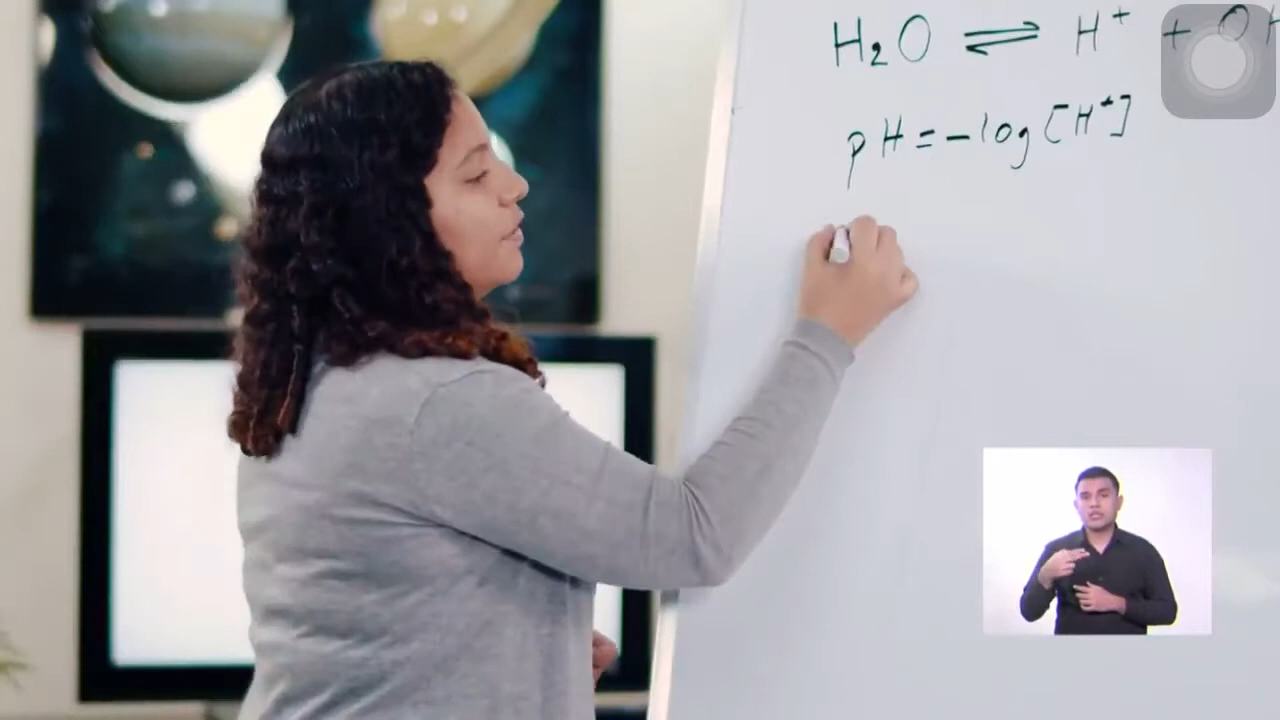 H₂O ⇌ H⁺ + OH
pH = -log [H⁺]